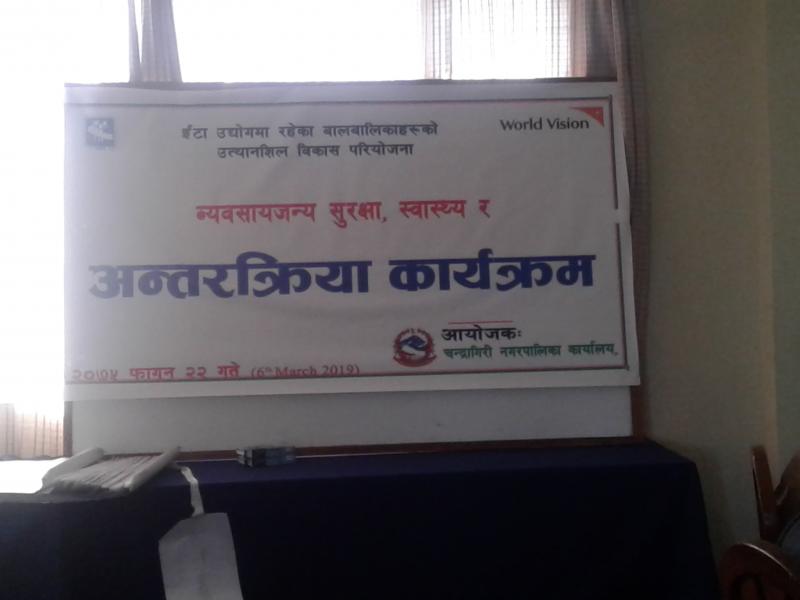 ईटा उद्योगमा रहेका बालबालिकाहरूको
उत्थानशिल विकास परियोजना
World Vision
व्यवसायजन्य सुरक्षा, स्वास्थ्य र
अन्तरक्रिया कार्यक्रम
आयोजकः
चन्द्रागिरी नगरपालिका कार्यालय,
२०७५ फागुन २२ गते (6th March 2019)